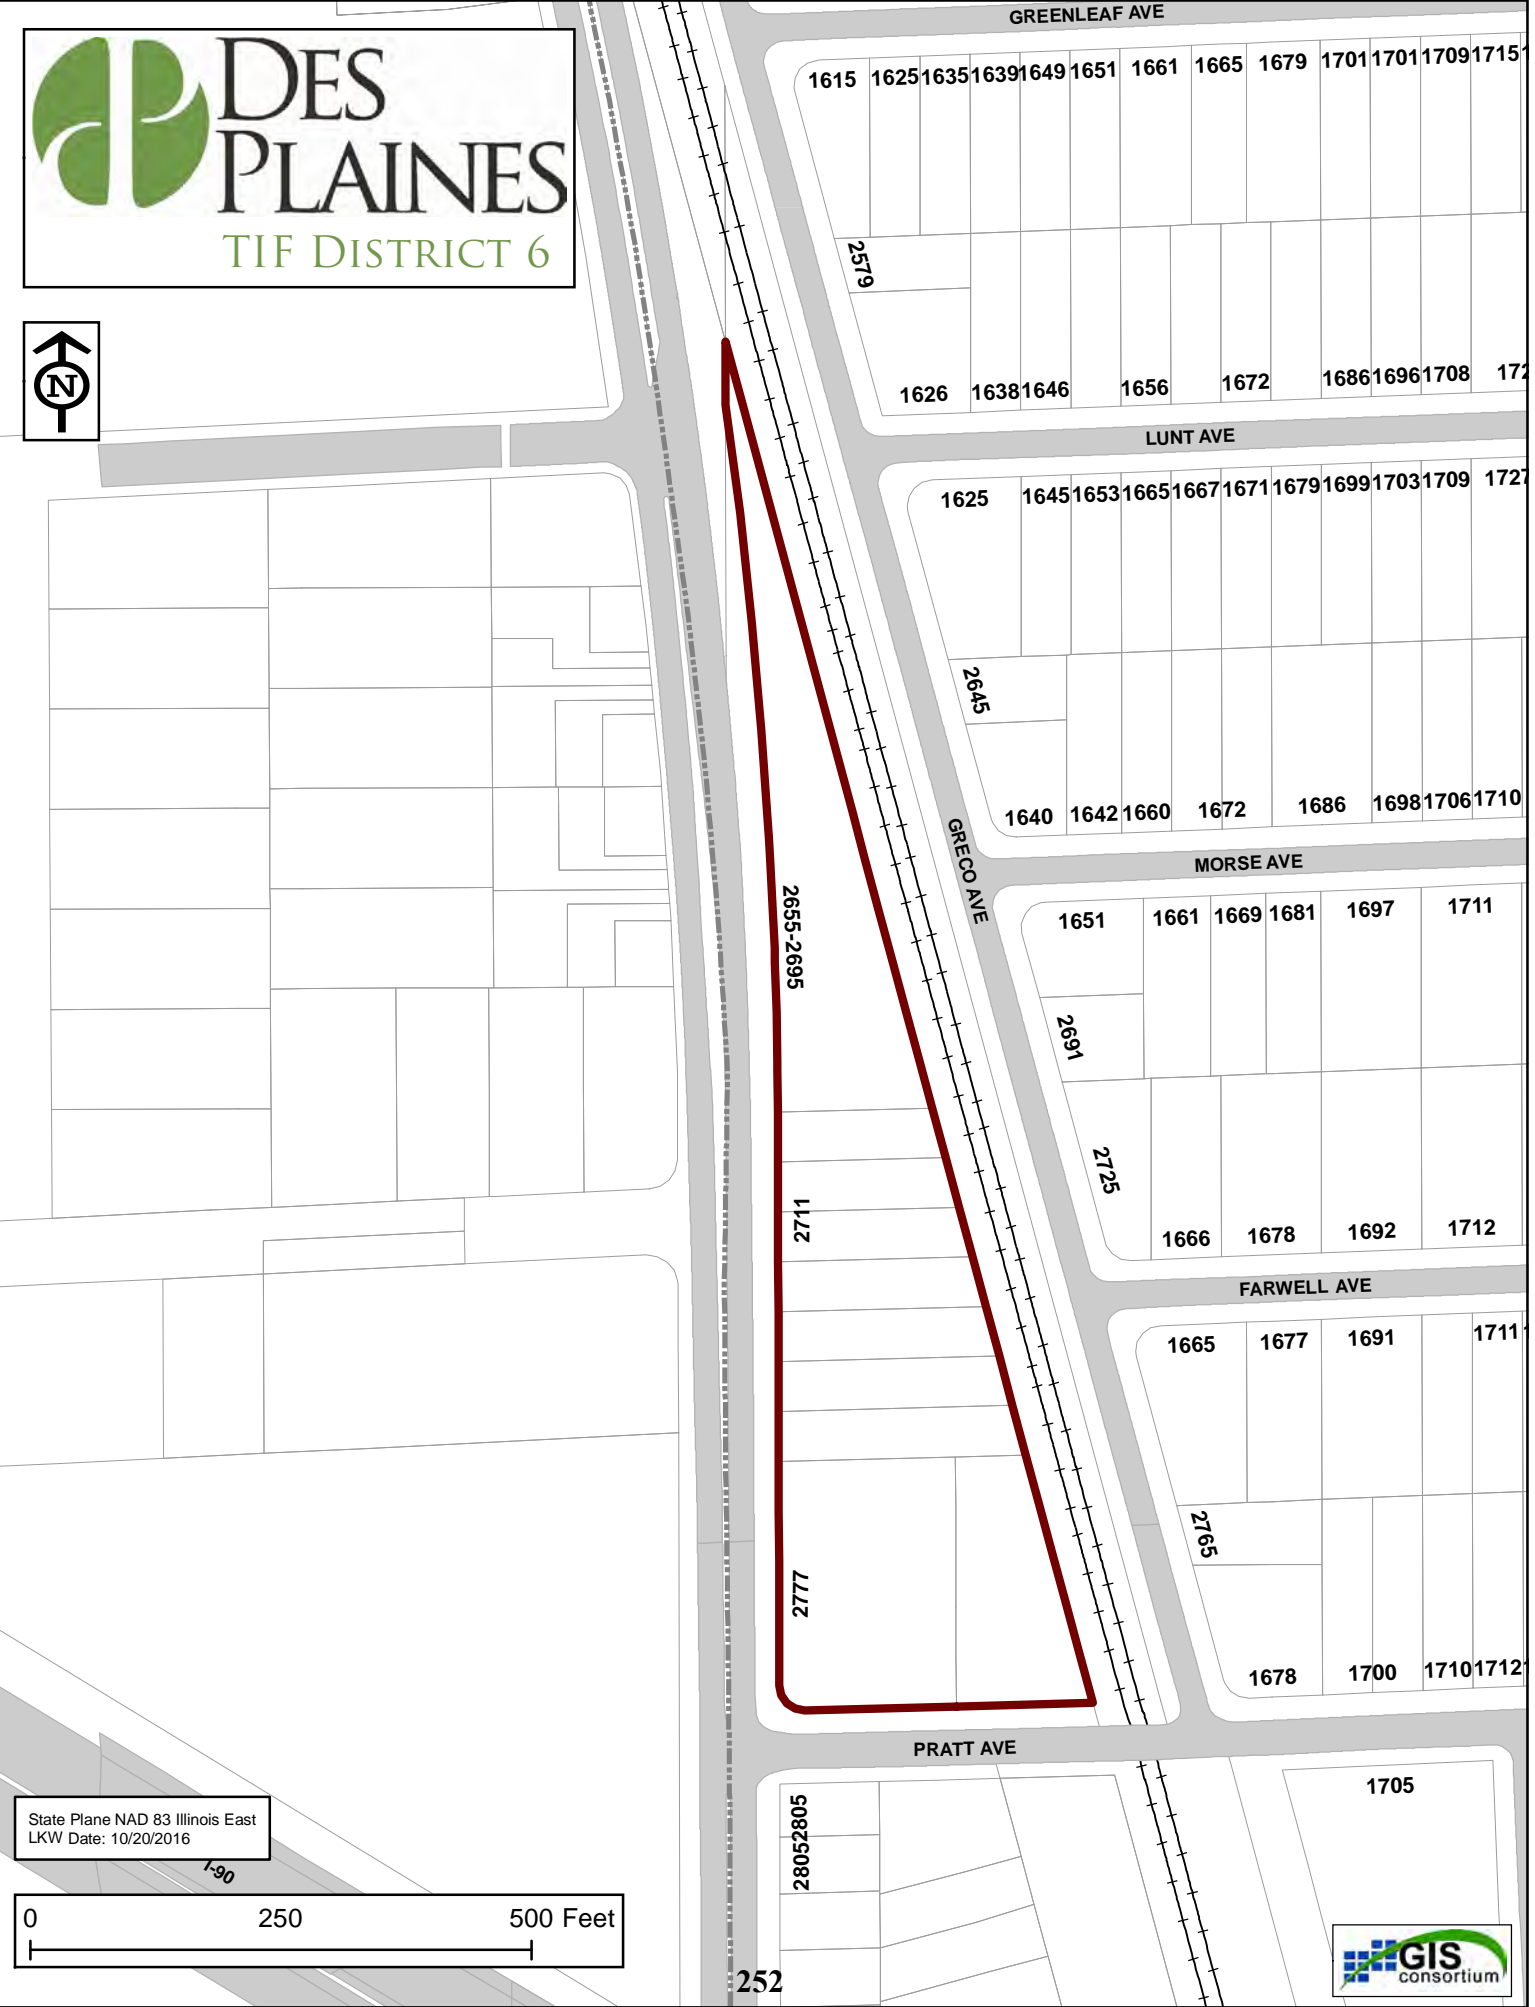 DES
PLAINES
TIF DISTRICT 6
N
GREENLEAF AVE
1615 1625 1635 1639 1649 1651 1661 1665 1679 1701 1701 1709 1715
2579
1626 1638 1646 1656 1672 1686 1696 1708 172
LUNT AVE
1625 1645 1653 1665 1667 1671 1679 1699 1703 1709 1727
2645
1640 1642 1660 1672 1686 1698 1706 1710
GRECO AVE
MORSE AVE
2655-2695
1651 1661 1669 1681 1697 1711
2691
2725
2711
1666 1678 1692 1712
FARWELL AVE
1665 1677 1691 1711
2765
2777
1678 1700 1710 1712
PRATT AVE
1705
2805 2805
State Plane NAD 83 Illinois East
LKW Date: 10/20/2016
I-90
0 250 500 Feet
252
GIS
consortium